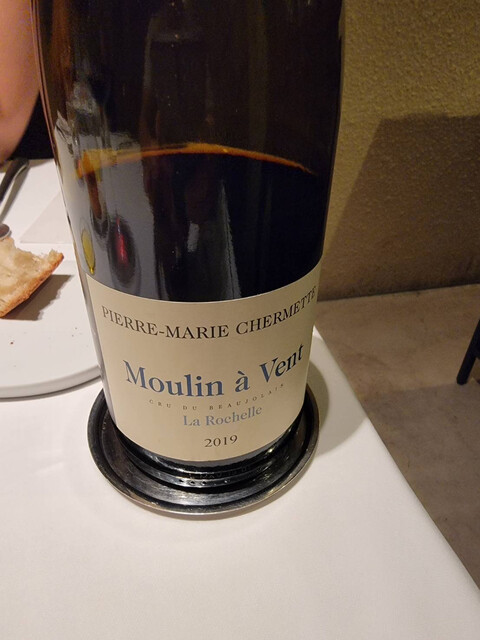 PIERRE-MARIE CHERMETTE
Moulin à Vent
CRU DU BEAUJOLAIS
La Rochelle
2019